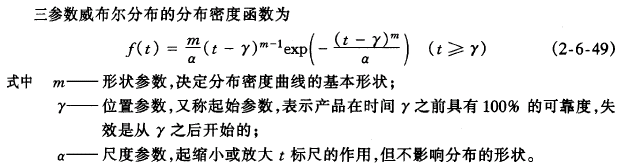 三参数威布尔分布的分布密度函数为
f(t) = m/α (t − γ)^{m−1} exp(−(t − γ)^m/α) (t ≥ γ) (2-6-49)
式中 m——形状参数,决定分布密度曲线的基本形状;
γ——位置参数,又称起始参数,表示产品在时间 γ 之前具有 100% 的可靠度,失
效是从 γ 之后开始的;
α——尺度参数,起缩小或放大 t 标尺的作用,但不影响分布的形状。